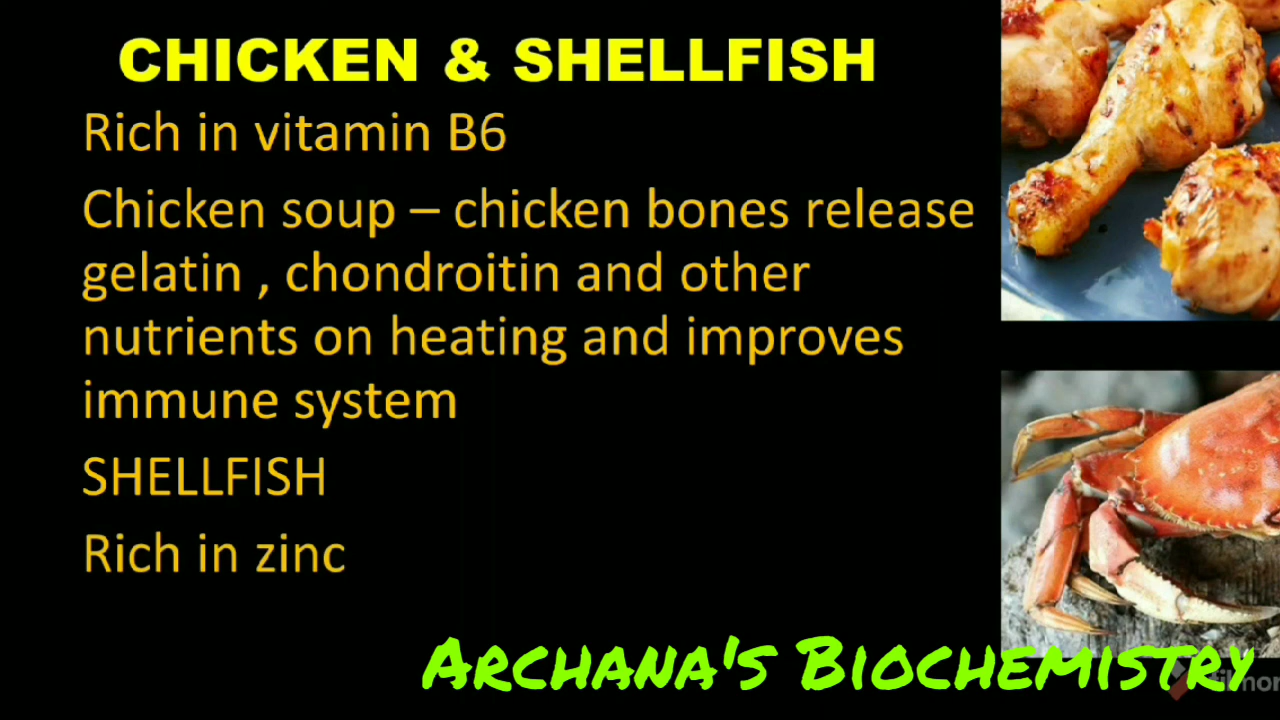 CHICKEN & SHELLFISH
Rich in vitamin B6
Chicken soup – chicken bones release
gelatin , chondroitin and other
nutrients on heating and improves
immune system
SHELLFISH
Rich in zinc
Archana's Biochemistry